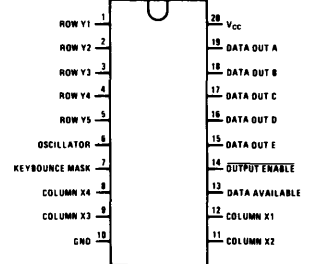 ROW Y1 1 20 VCC
ROW Y2 2 19 DATA OUT A
ROW Y3 3 18 DATA OUT B
ROW Y4 4 17 DATA OUT C
ROW Y5 5 16 DATA OUT D
OSCILLATOR 6 15 DATA OUT E
KEYBOUNCE MASK 7 14 OUTPUT ENABLE
COLUMN X4 8 13 DATA AVAILABLE
COLUMN X3 9 12 COLUMN X1
GND 10 11 COLUMN X2